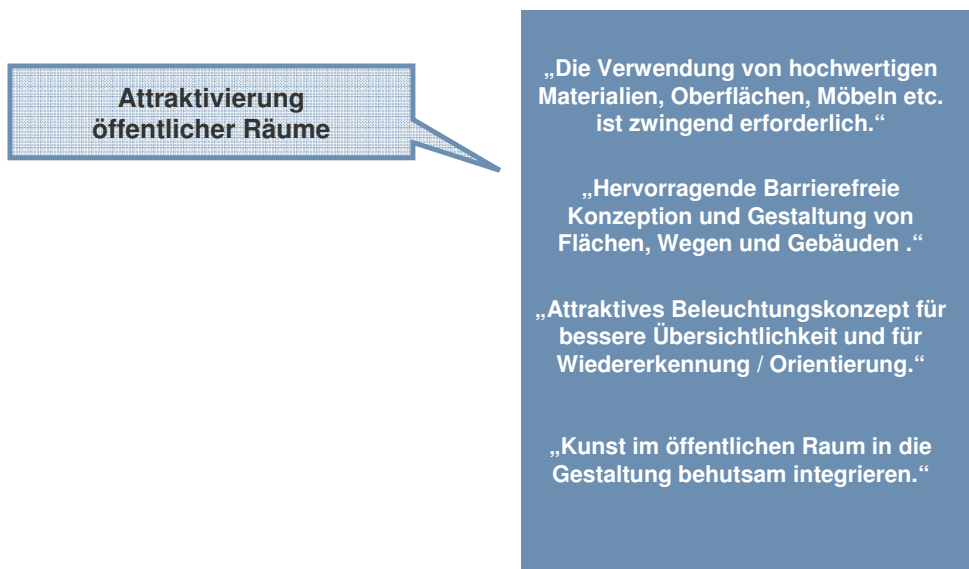 Attraktivierung
öffentlicher Räume
„Die Verwendung von hochwertigen
Materialien, Oberflächen, Möbeln etc.
ist zwingend erforderlich.“
„Hervorragende Barrierefreie
Konzeption und Gestaltung von
Flächen, Wegen und Gebäuden .“
„Attraktives Beleuchtungskonzept für
bessere Übersichtlichkeit und für
Wiedererkennung / Orientierung.“
„Kunst im öffentlichen Raum in die
Gestaltung behutsam integrieren.“